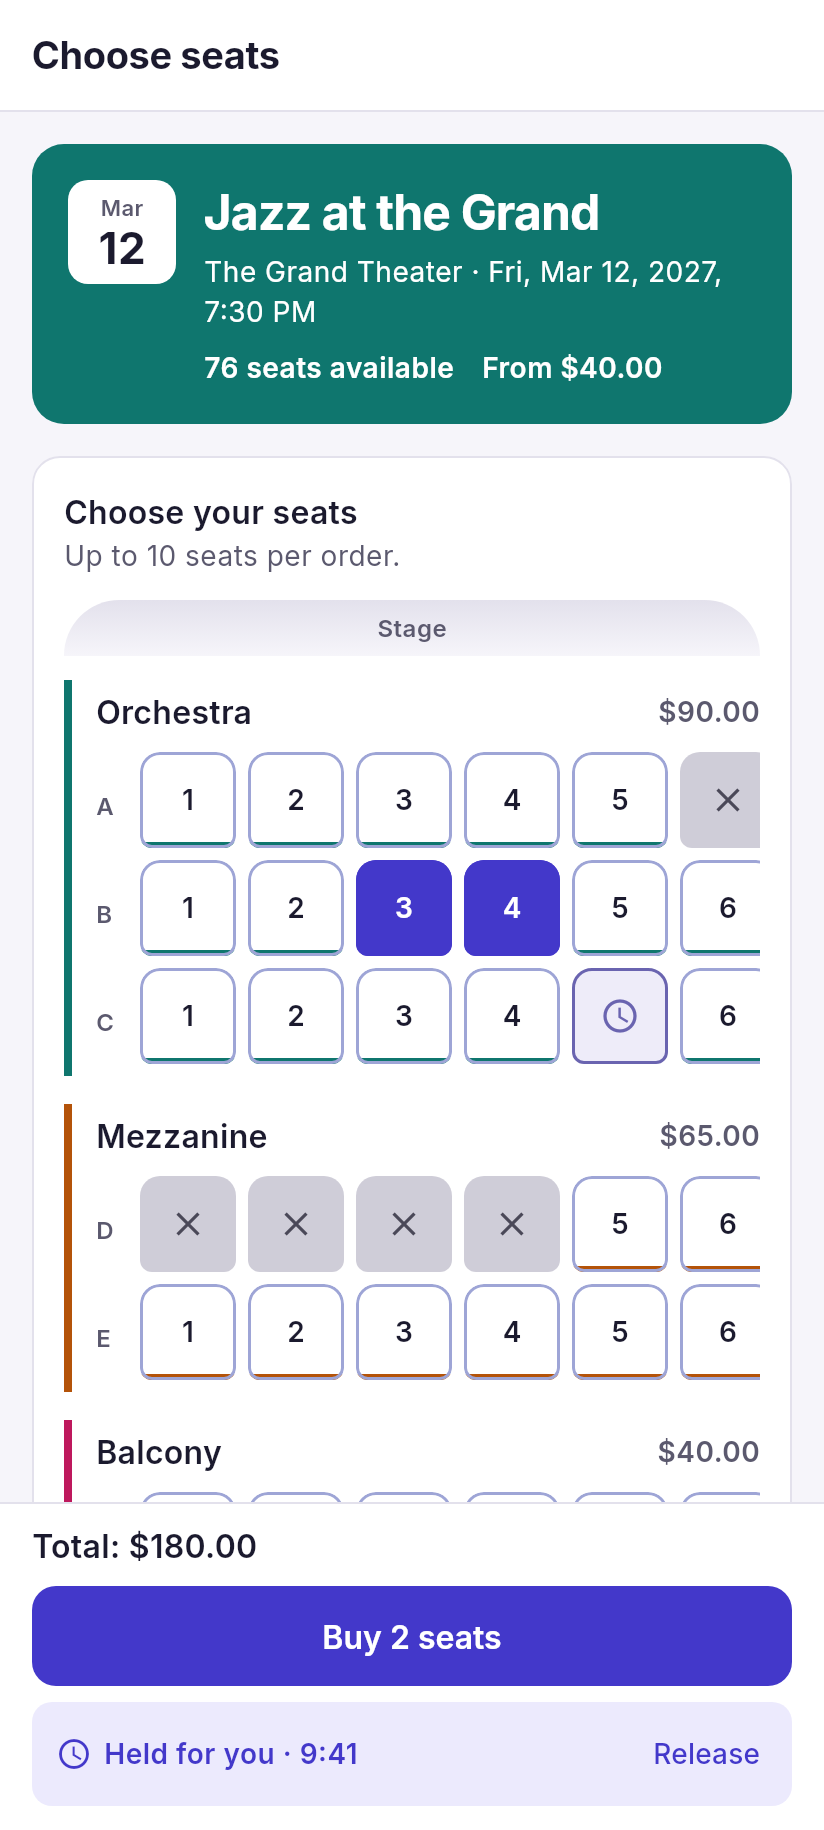 Choose seats
Mar
12
Jazz at the Grand
The Grand Theater · Fri, Mar 12, 2027,
7:30 PM
76 seats available From $40.00
Choose your seats
Up to 10 seats per order.
Stage
Orchestra $90.00
A 1 2 3 4 5
B 1 2 3 4 5 6
C 1 2 3 4 6
Mezzanine $65.00
D 5 6
E 1 2 3 4 5 6
Balcony $40.00
Total: $180.00
Buy 2 seats
Held for you · 9:41 Release